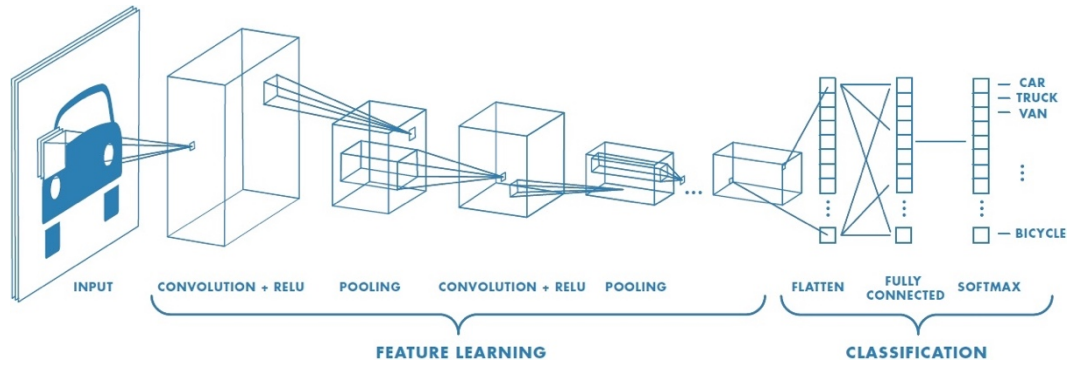 CAR
TRUCK
VAN
BICYCLE
INPUT
CONVOLUTION + RELU
POOLING
CONVOLUTION + RELU
POOLING
FLATTEN
FULLY
CONNECTED
SOFTMAX
FEATURE LEARNING
CLASSIFICATION